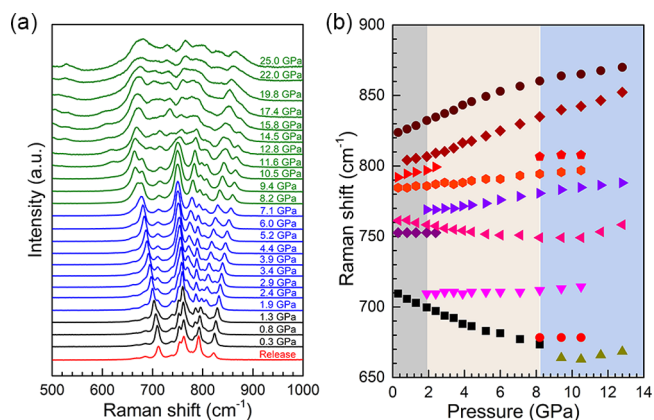 (a)
Intensity (a.u.)
25.0 GPa
22.0 GPa
19.8 GPa
17.4 GPa
15.8 GPa
14.5 GPa
12.8 GPa
11.6 GPa
10.5 GPa
9.4 GPa
8.2 GPa
7.1 GPa
6.0 GPa
5.2 GPa
4.4 GPa
3.9 GPa
3.4 GPa
2.9 GPa
2.4 GPa
1.9 GPa
1.3 GPa
0.8 GPa
0.3 GPa
Release
500 600 700 800 900 1000
Raman shift (cm⁻¹)
(b)
Raman shift (cm⁻¹)
900
850
800
750
700
650
0 2 4 6 8 10 12 14
Pressure (GPa)